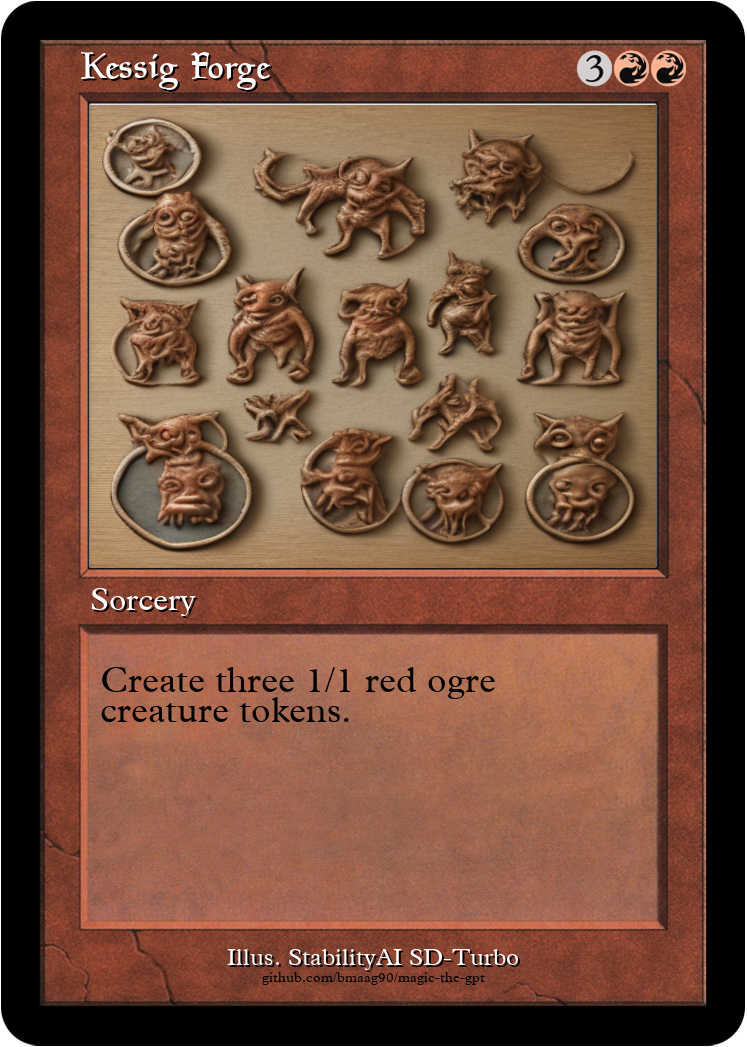 Kessig Forge 3
Sorcery
Create three 1/1 red ogre
creature tokens.
Illus. StabilityAI SD-Turbo
github.com/bmaag90/magic-the-gpt